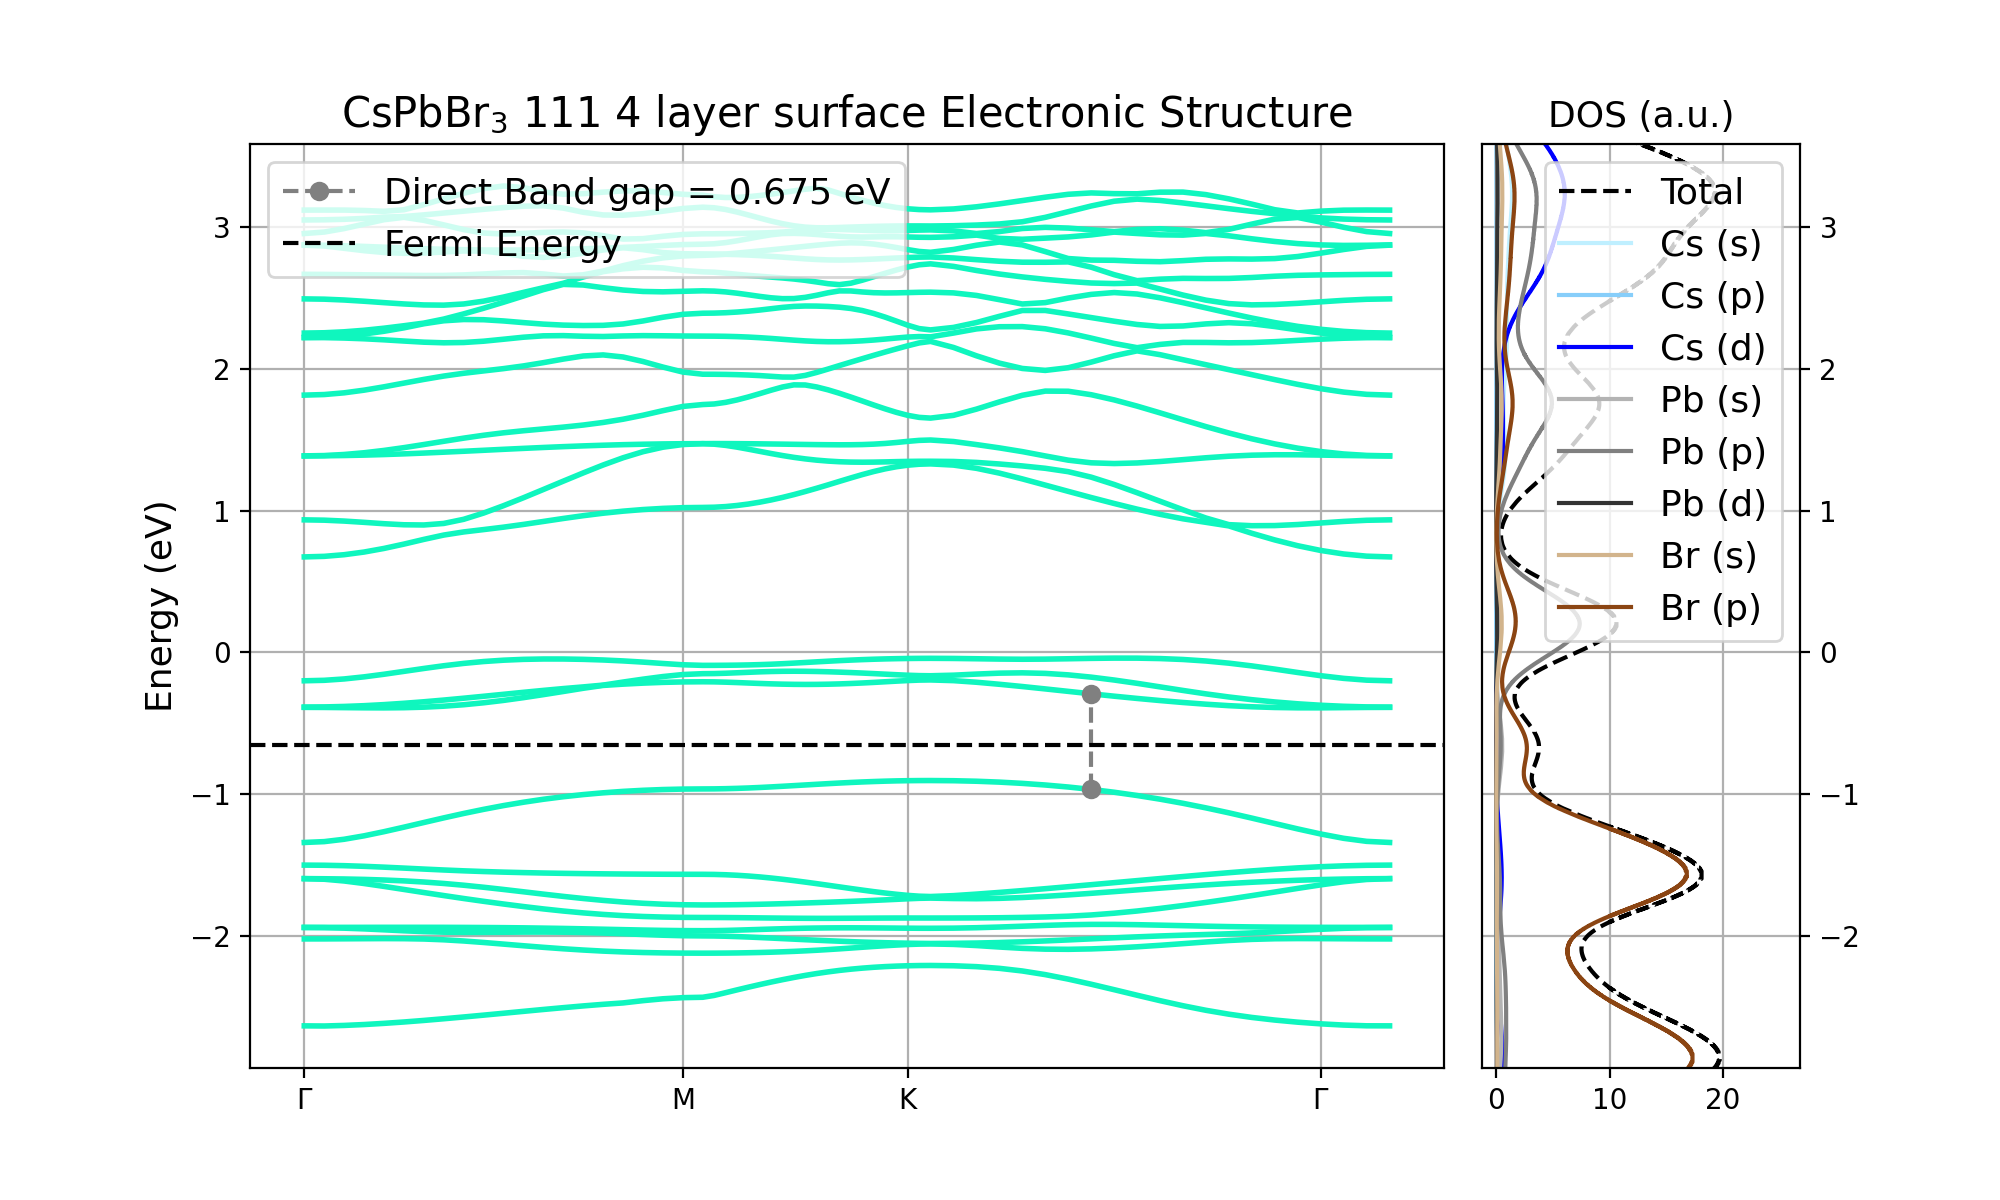 CsPbBr₃ 111 4 layer surface Electronic Structure
DOS (a.u.)
Direct Band gap = 0.675 eV
Fermi Energy
Energy (eV)
3
2
1
0
−1
−2
Γ
M
K
Γ
Total
Cs (s)
Cs (p)
Cs (d)
Pb (s)
Pb (p)
Pb (d)
Br (s)
Br (p)
3
2
1
0
−1
−2
0
10
20